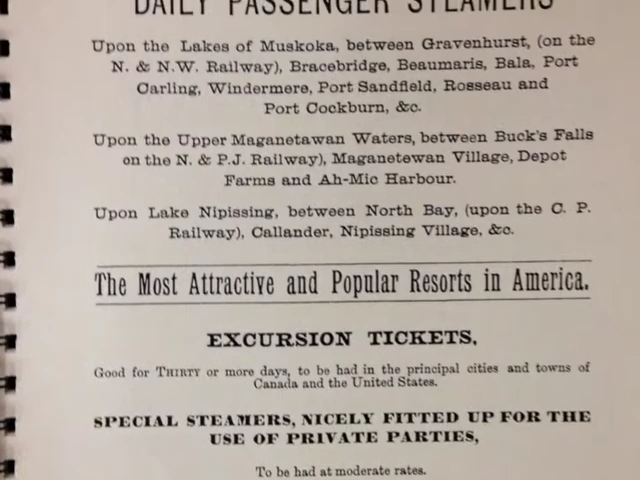 DAILY PASSENGER STEAMERS
Upon the Lakes of Muskoka, between Gravenhurst, (on the
N. & N.W. Railway), Bracebridge, Beaumaris, Bala, Port
Carling, Windermere, Port Sandfield, Rosseau and
Port Cockburn, &c.
Upon the Upper Maganetawan Waters, between Buck's Falls
on the N. & P.J. Railway), Maganetewan Village, Depot
Farms and Ah-Mic Harbour.
Upon Lake Nipissing, between North Bay, (upon the C. P.
Railway), Callander, Nipissing Village, &c.
The Most Attractive and Popular Resorts in America.
EXCURSION TICKETS,
Good for THIRTY or more days, to be had in the principal cities and towns of
Canada and the United States.
SPECIAL STEAMERS, NICELY FITTED UP FOR THE
USE OF PRIVATE PARTIES,
To be had at moderate rates.